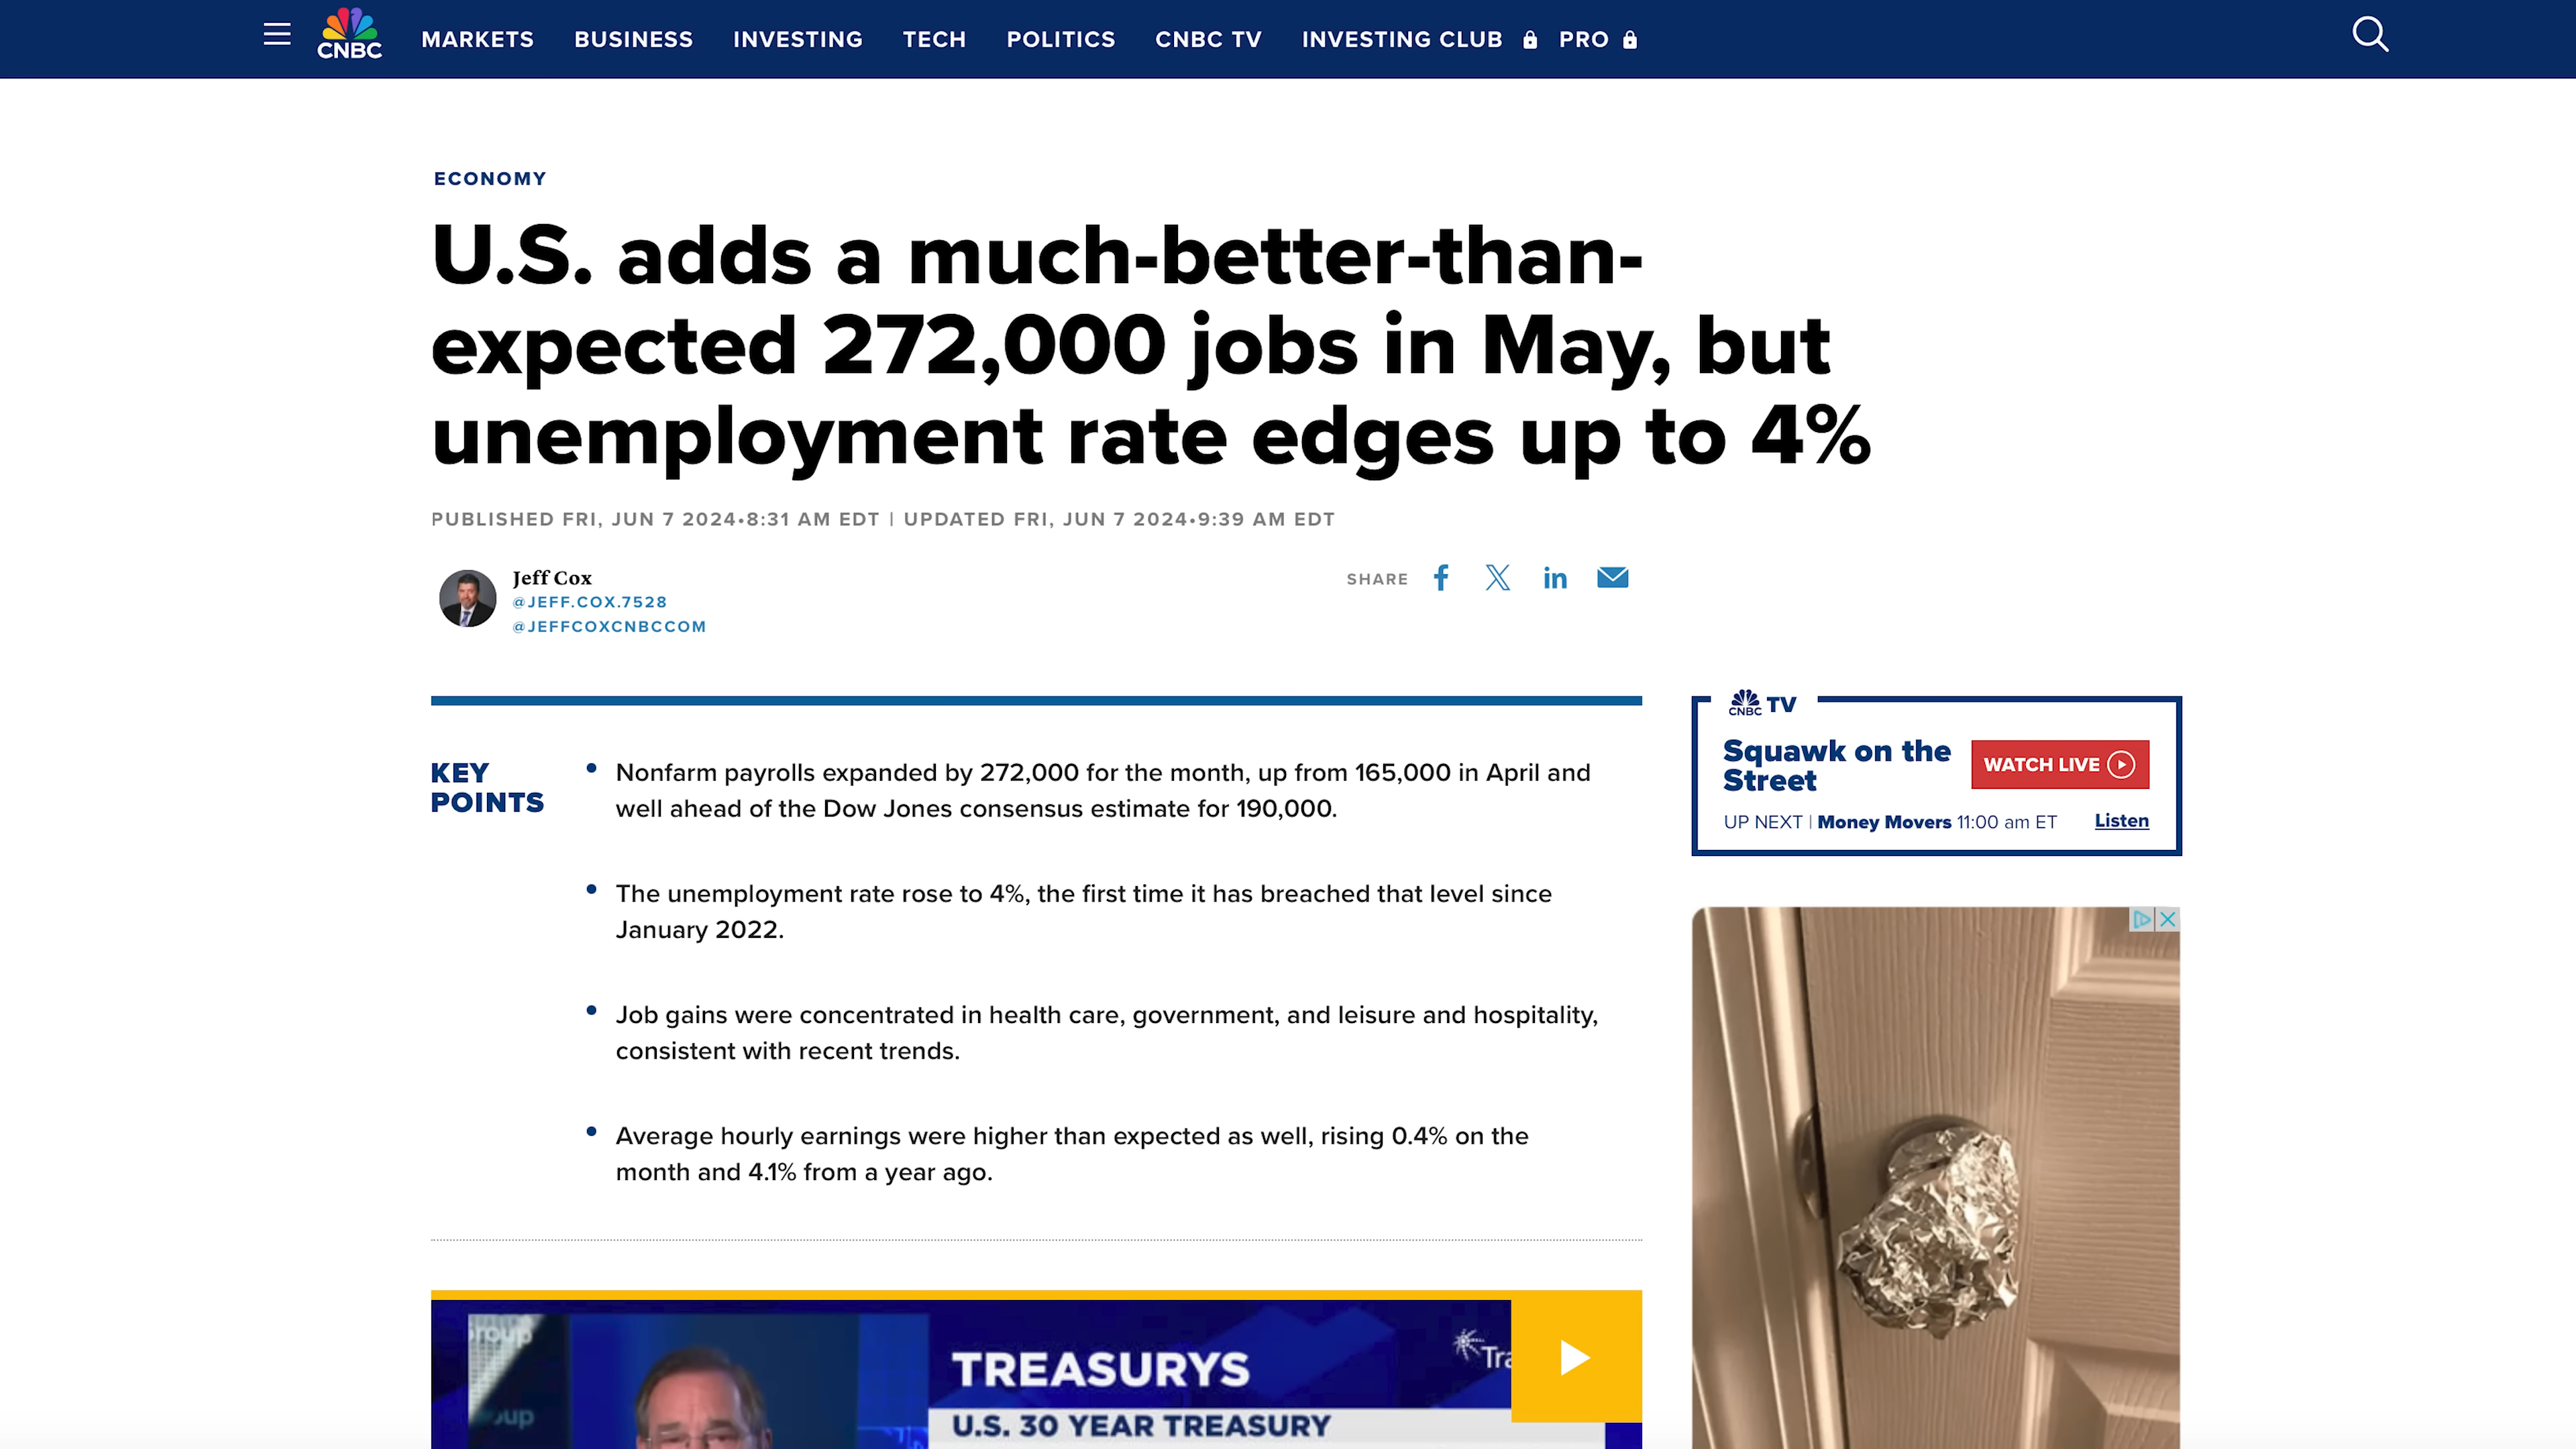 CNBC
MARKETS BUSINESS INVESTING TECH POLITICS CNBC TV INVESTING CLUB PRO
ECONOMY
U.S. adds a much-better-than-
expected 272,000 jobs in May, but
unemployment rate edges up to 4%
PUBLISHED FRI, JUN 7 2024•8:31 AM EDT | UPDATED FRI, JUN 7 2024•9:39 AM EDT
Jeff Cox
@JEFF.COX.7528
@JEFFCOXCNBCCOM
SHARE
KEY
POINTS
• Nonfarm payrolls expanded by 272,000 for the month, up from 165,000 in April and
well ahead of the Dow Jones consensus estimate for 190,000.
• The unemployment rate rose to 4%, the first time it has breached that level since
January 2022.
• Job gains were concentrated in health care, government, and leisure and hospitality,
consistent with recent trends.
• Average hourly earnings were higher than expected as well, rising 0.4% on the
month and 4.1% from a year ago.
CNBC TV
Squawk on the
Street
WATCH LIVE
UP NEXT | Money Movers 11:00 am ET
Listen
TREASURYS
U.S. 30 YEAR TREASURY